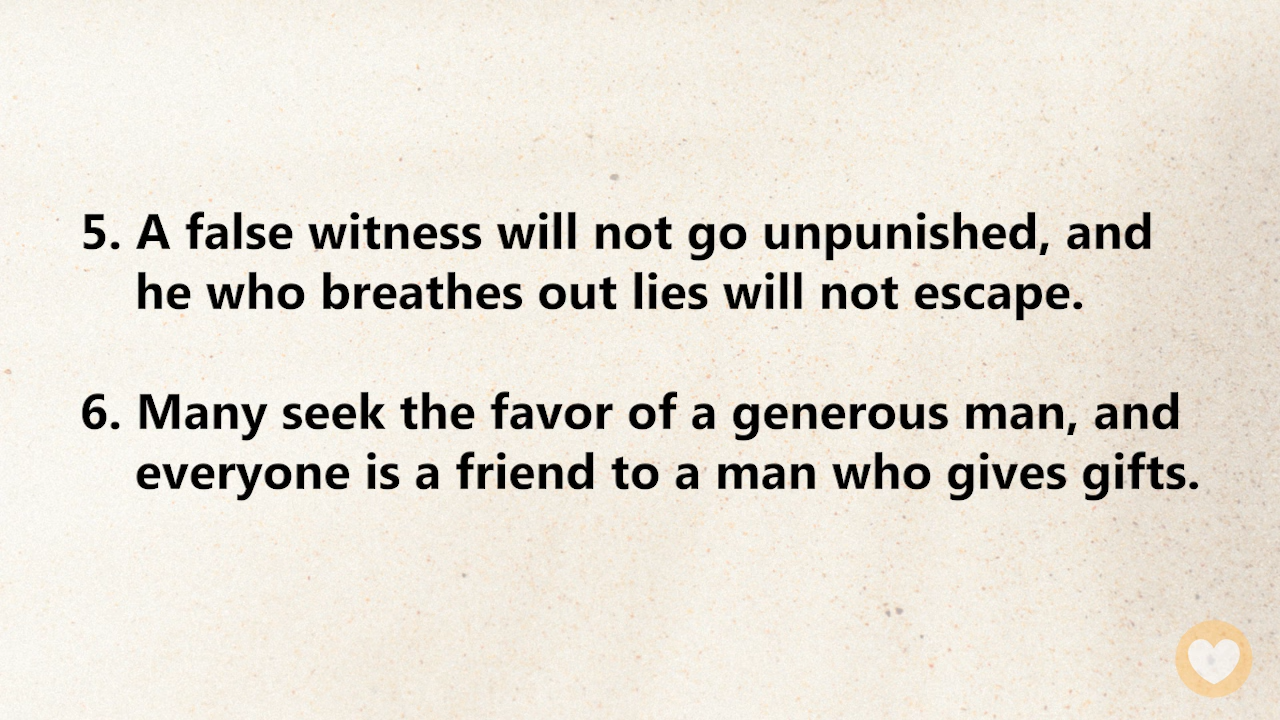 5. A false witness will not go unpunished, and
he who breathes out lies will not escape.
6. Many seek the favor of a generous man, and
everyone is a friend to a man who gives gifts.